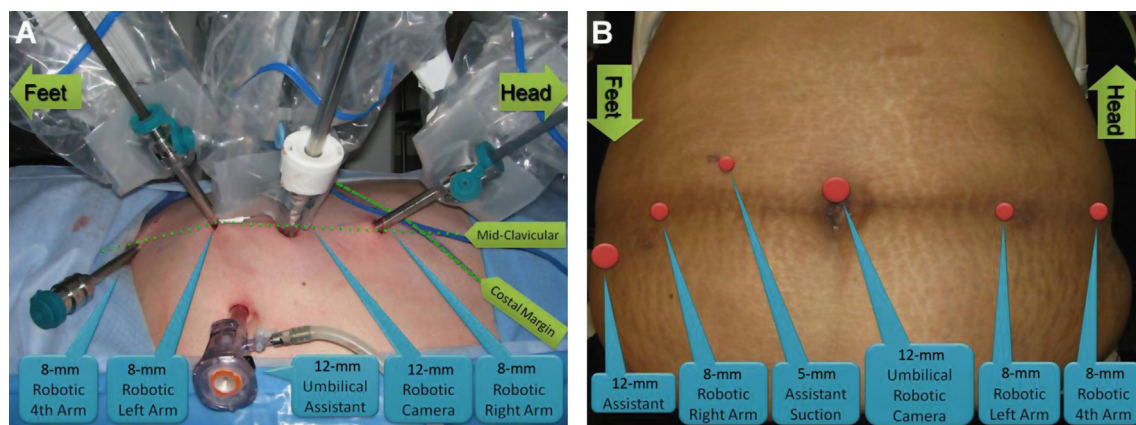 A
Feet
Head
Mid-Clavicular
Costal Margin
8-mm
Robotic
4th Arm
8-mm
Robotic
Left Arm
12-mm
Umbilical
Assistant
12-mm
Robotic
Camera
8-mm
Robotic
Right Arm
B
Feet
Head
12-mm
Assistant
8-mm
Robotic
Right Arm
5-mm
Assistant
Suction
12-mm
Umbilical
Robotic
Camera
8-mm
Robotic
Left Arm
8-mm
Robotic
4th Arm